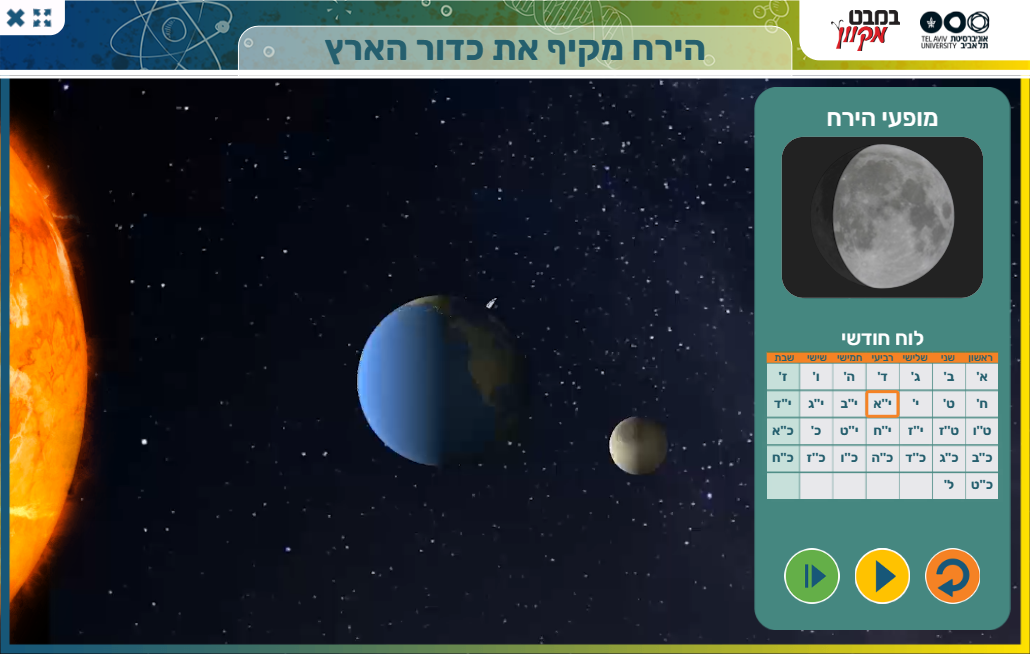 במבט
מקוון
TEL AVIV אוניברסיטת
UNIVERSITY תל אביב
הירח מקיף את כדור הארץ
מופעי הירח
לוח חודשי
ראשון שני שלישי רביעי חמישי שישי שבת
א' ב' ג' ד' ה' ו' ז'
ח' ט' י' י"א י"ב י"ג י"ד
ט"ו ט"ז י"ז י"ח י"ט כ' כ"א
כ"ב כ"ג כ"ד כ"ה כ"ו כ"ז כ"ח
כ"ט ל'